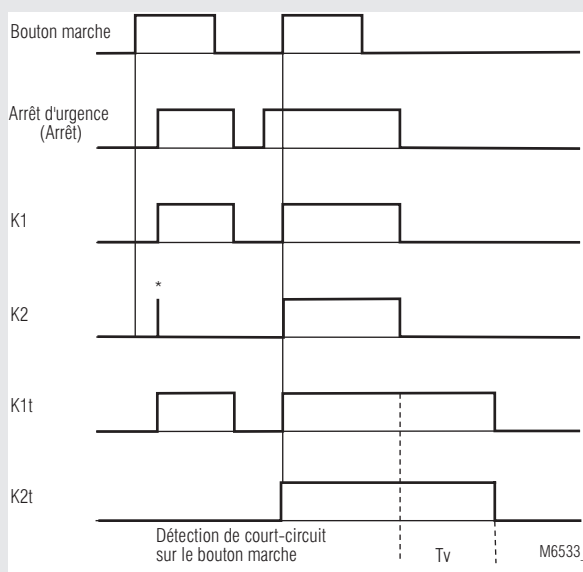 Bouton marche
Arrêt d'urgence
(Arrêt)
K1
*
K2
K1t
K2t
Détection de court-circuit
sur le bouton marche
Tv
M6533_